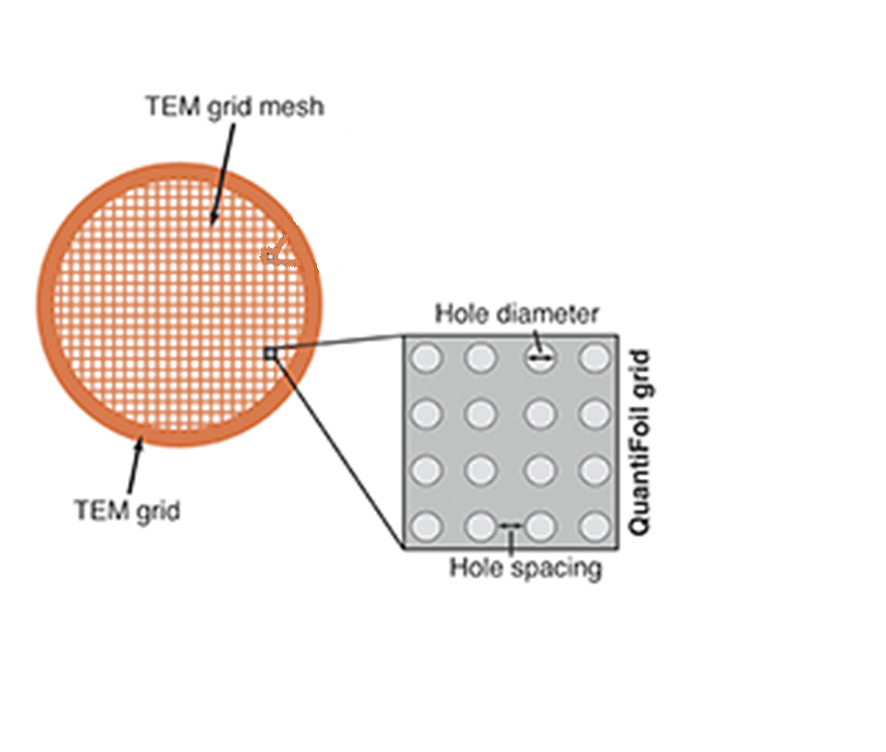 TEM grid mesh
Hole diameter
QuantiFoil grid
TEM grid
Hole spacing